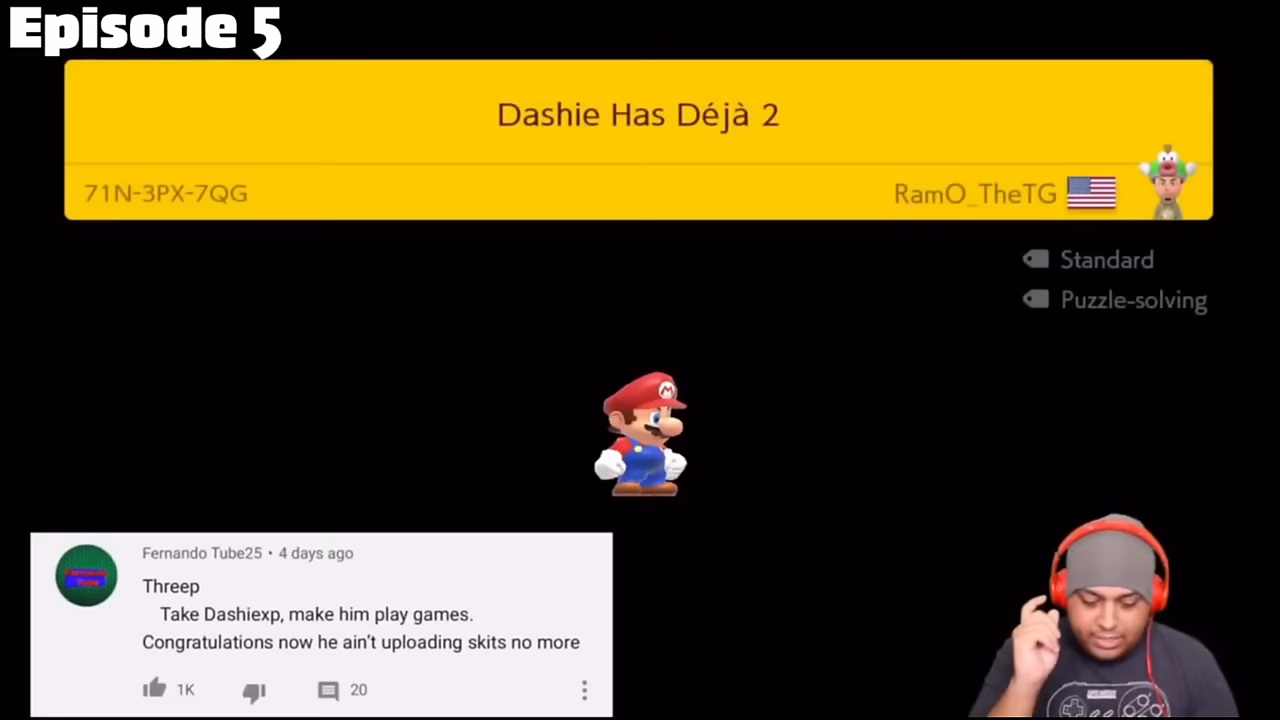 Episode 5
Dashie Has Déjà 2
71N-3PX-7QG
RamO_TheTG
Standard
Puzzle-solving
Fernando Tube25 • 4 days ago
Threep
Take Dashiexp, make him play games.
Congratulations now he ain't uploading skits no more
1K
20